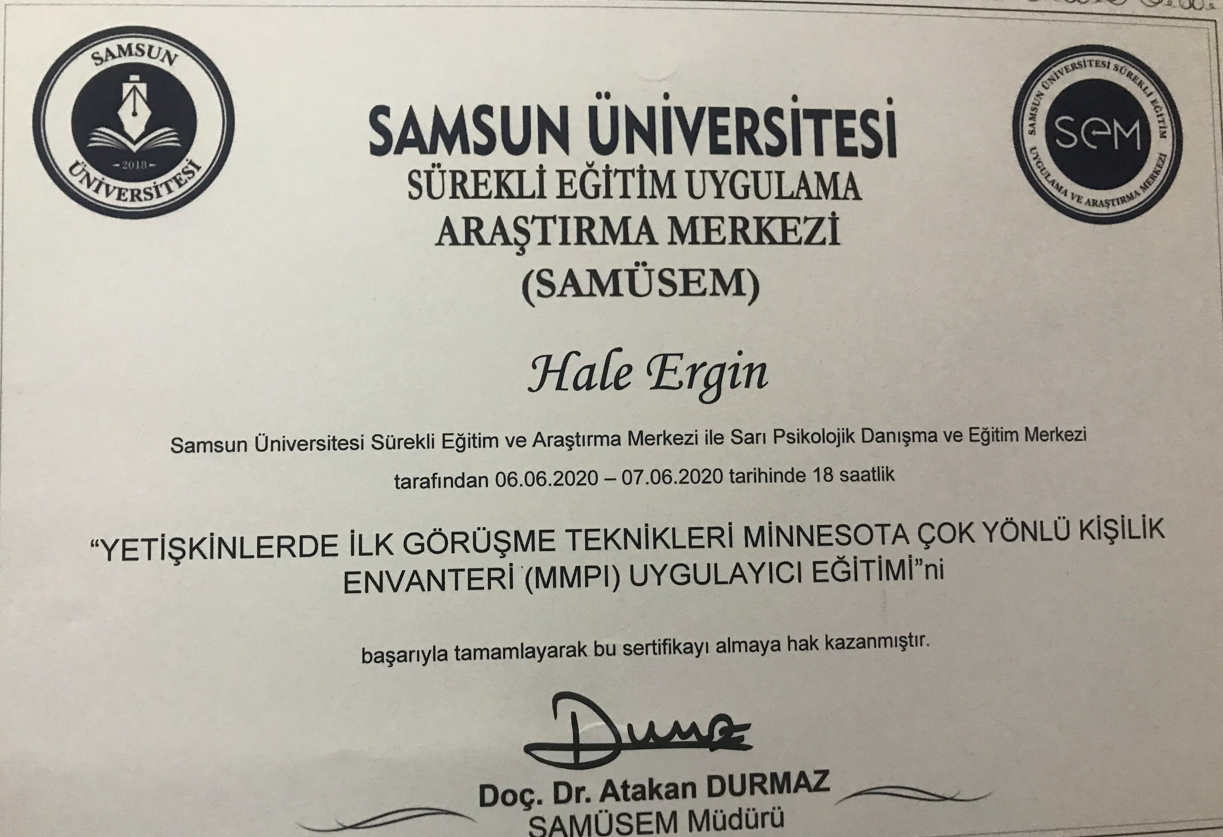 SAMSUN
ÜNİVERSİTESİ
2018
SAMSUN ÜNİVERSİTESİ SÜREKLİ EĞİTİM
UYGULAMA VE ARAŞTIRMA MERKEZİ
sem
SAMSUN ÜNİVERSİTESİ
SÜREKLİ EĞİTİM UYGULAMA
ARAŞTIRMA MERKEZİ
(SAMÜSEM)
Hale Ergin
Samsun Üniversitesi Sürekli Eğitim ve Araştırma Merkezi ile Sarı Psikolojik Danışma ve Eğitim Merkezi
tarafından 06.06.2020 – 07.06.2020 tarihinde 18 saatlik
“YETİŞKİNLERDE İLK GÖRÜŞME TEKNİKLERİ MİNNESOTA ÇOK YÖNLÜ KİŞİLİK
ENVANTERİ (MMPI) UYGULAYICI EĞİTİMİ”ni
başarıyla tamamlayarak bu sertifikayı almaya hak kazanmıştır.
Doç. Dr. Atakan DURMAZ
SAMÜSEM Müdürü